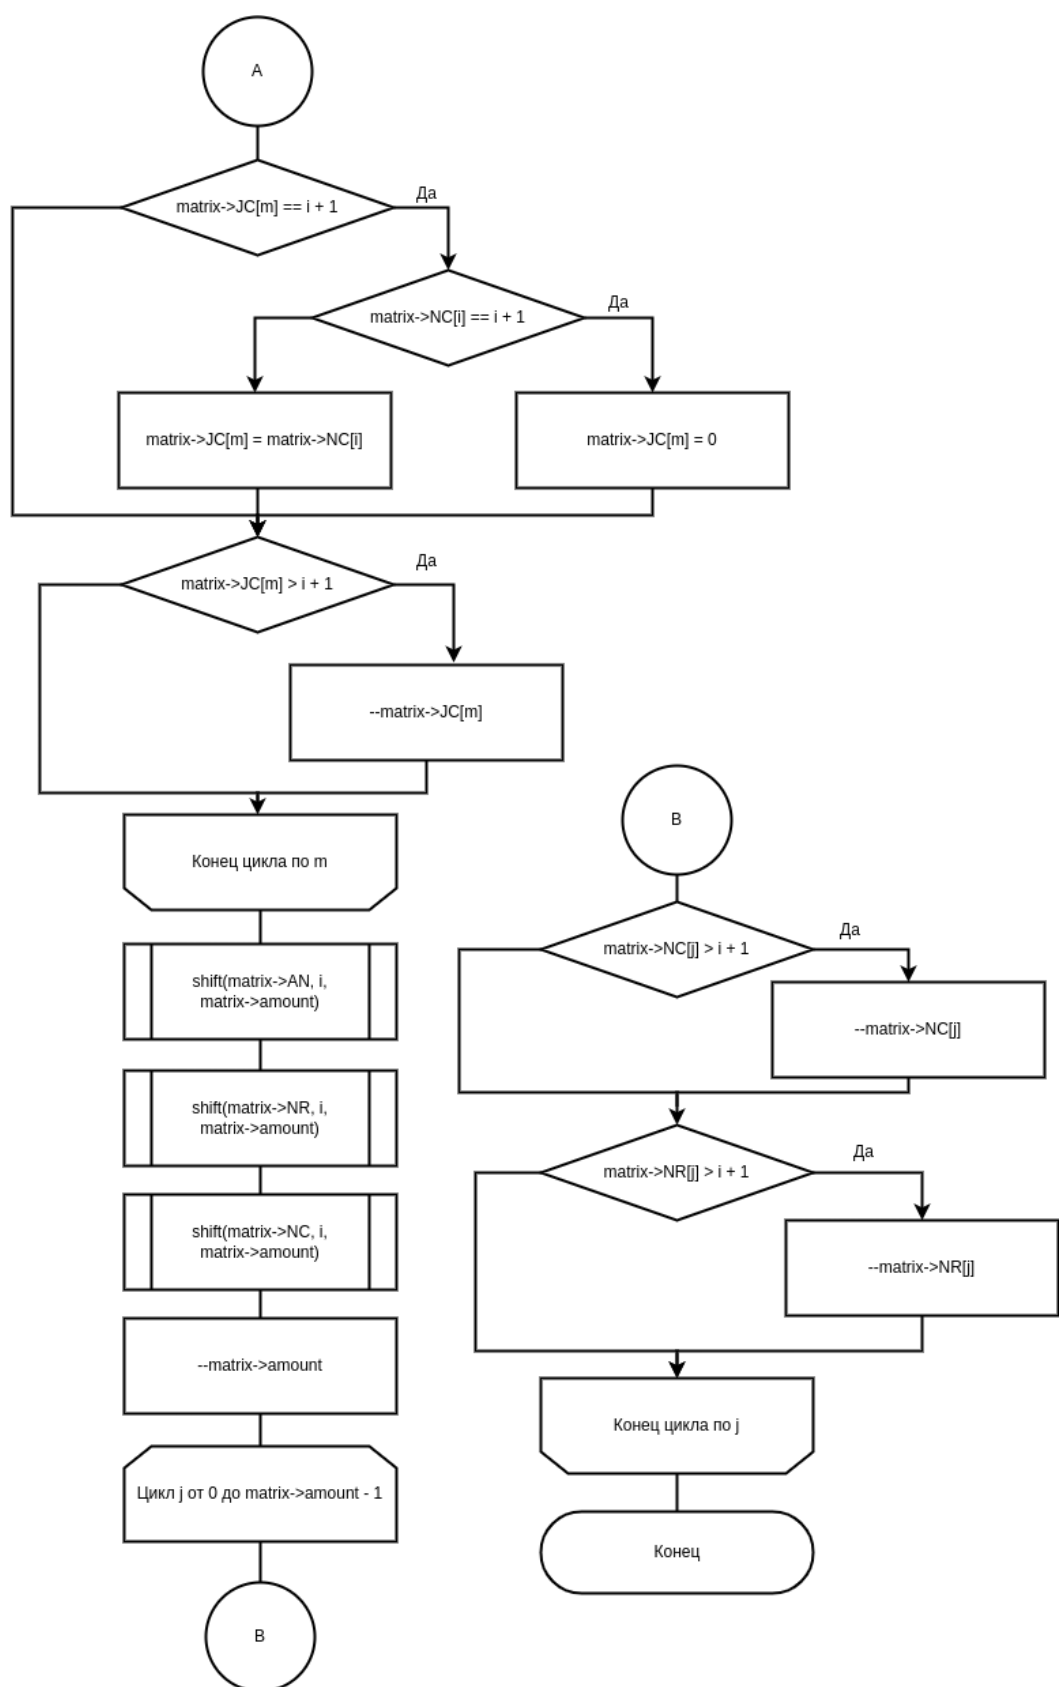 A
matrix->JC[m] == i + 1
Да
matrix->NC[i] == i + 1
Да
matrix->JC[m] = matrix->NC[i]
matrix->JC[m] = 0
matrix->JC[m] > i + 1
Да
--matrix->JC[m]
Конец цикла по m
shift(matrix->AN, i,
matrix->amount)
shift(matrix->NR, i,
matrix->amount)
shift(matrix->NC, i,
matrix->amount)
--matrix->amount
Цикл j от 0 до matrix->amount - 1
B
B
matrix->NC[j] > i + 1
Да
--matrix->NC[j]
matrix->NR[j] > i + 1
Да
--matrix->NR[j]
Конец цикла по j
Конец